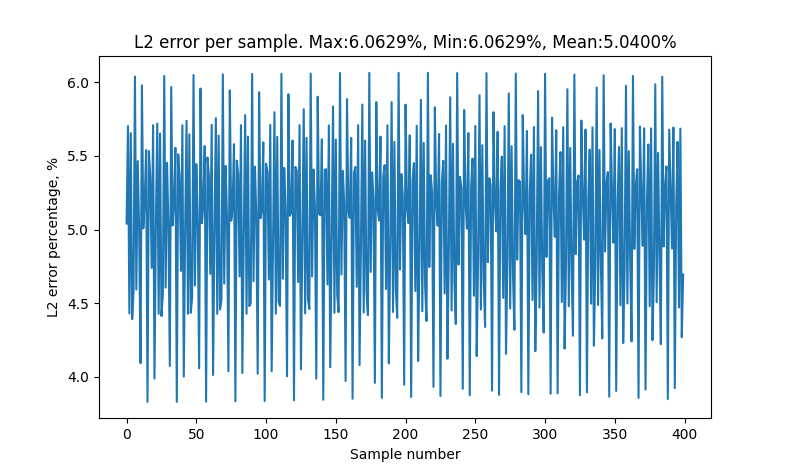 L2 error per sample. Max:6.0629%, Min:6.0629%, Mean:5.0400%
L2 error percentage, %
6.0
5.5
5.0
4.5
4.0
0 50 100 150 200 250 300 350 400
Sample number